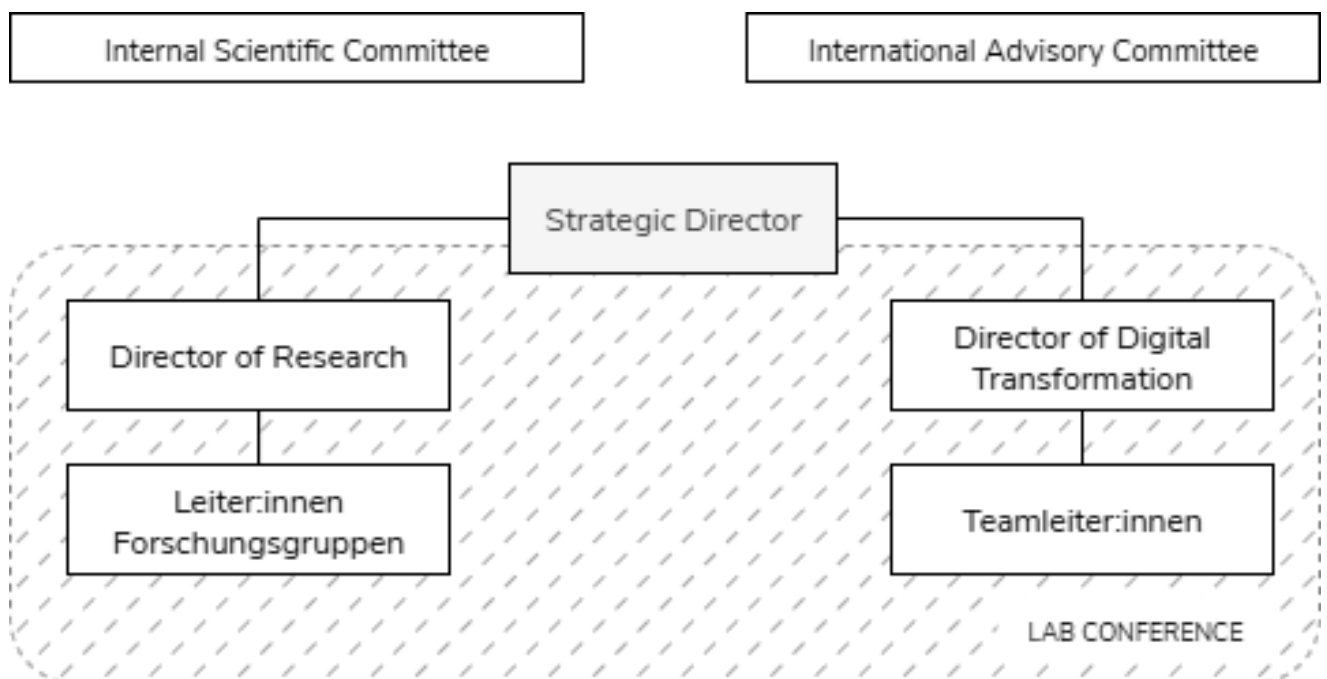 Internal Scientific Committee
International Advisory Committee
Strategic Director
Director of Research
Director of Digital
Transformation
Leiter:innen
Forschungsgruppen
Teamleiter:innen
LAB CONFERENCE